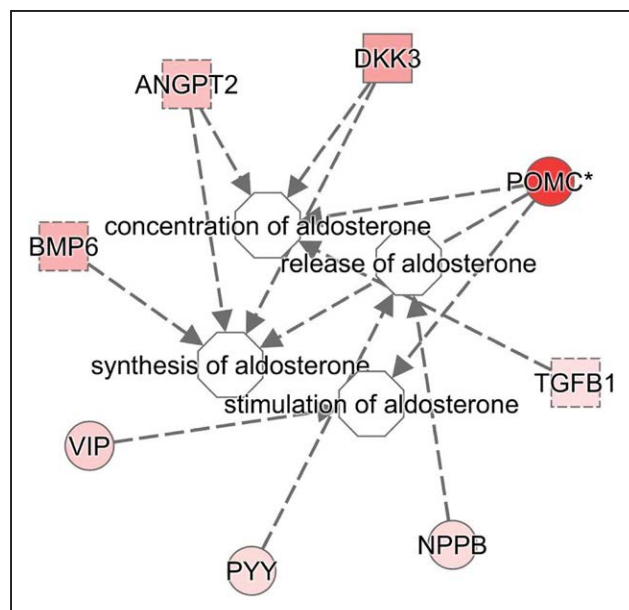 DKK3
ANGPT2
POMC*
concentration of aldosterone
BMP6
release of aldosterone
synthesis of aldosterone
TGFB1
stimulation of aldosterone
VIP
NPPB
PYY